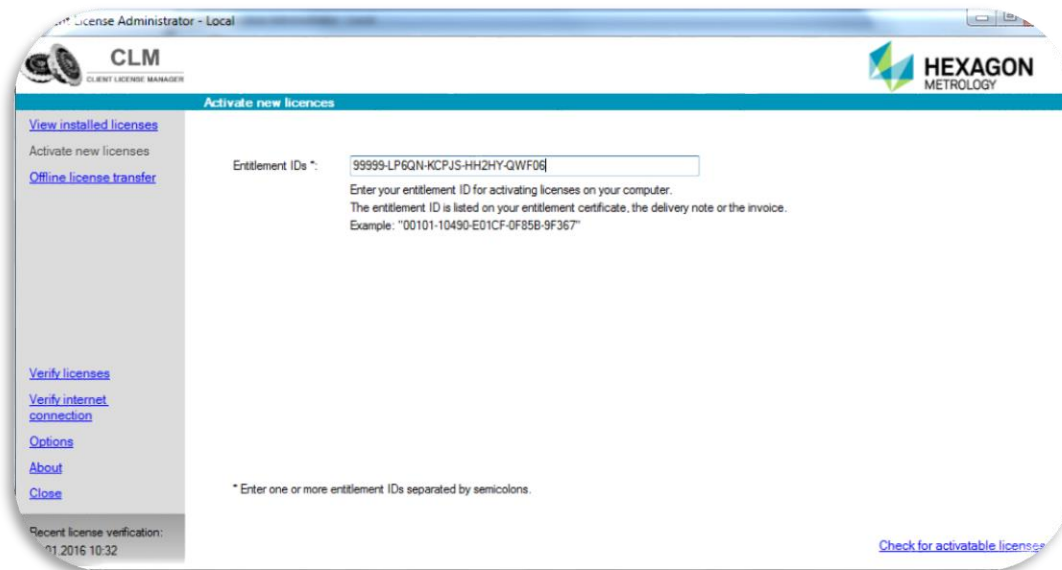 License Administrator - Local
CLM
CLIENT LICENSE MANAGER
HEXAGON
METROLOGY
Activate new licences
View installed licenses
Activate new licenses
Offline license transfer
Entitlement IDs *:
99999-LP6QN-KCPJS-HH2HY-QWF06
Enter your entitlement ID for activating licenses on your computer.
The entitlement ID is listed on your entitlement certificate, the delivery note or the invoice.
Example: "00101-10490-E01CF-0F85B-9F367"
Verify licenses
Verify internet
connection
Options
About
Close
* Enter one or more entitlement IDs separated by semicolons.
Recent license verification:
.01.2016 10:32
Check for activatable licenses